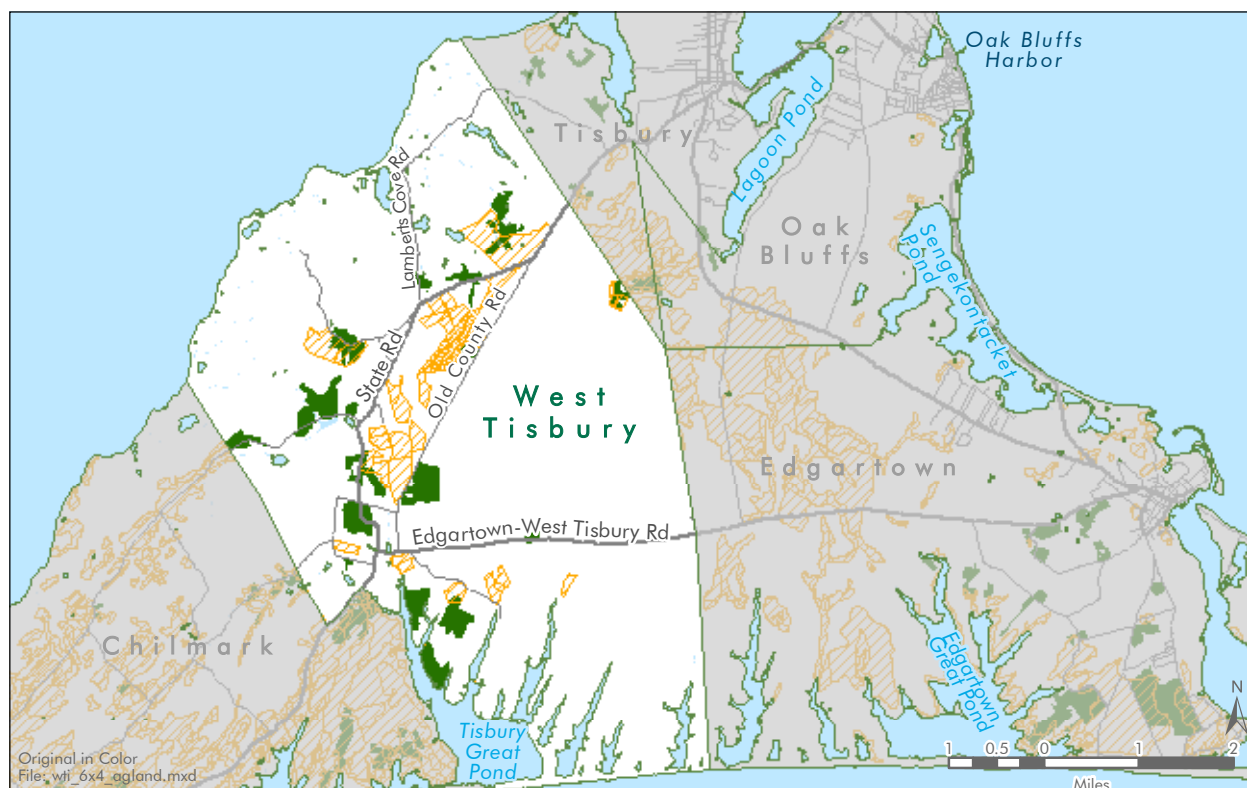 Oak Bluffs
Harbor
Tisbury
Lagoon Pond
Lamberts Cove Rd
Oak
Bluffs
Sengekontacket
Pond
State Rd
Old County Rd
West
Tisbury
Edgartown
Edgartown-West Tisbury Rd
Chilmark
Edgartown
Great Pond
Tisbury
Great
Pond
N
Original in Color
File: wti_6x4_agland.mxd
1 0.5 0 1 2
Miles